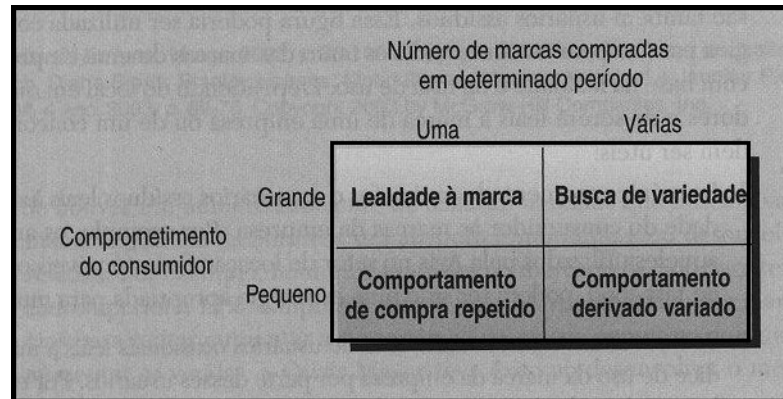 Número de marcas compradas
em determinado período
Uma
Várias
Grande
Lealdade à marca
Busca de variedade
Comprometimento
do consumidor
Pequeno
Comportamento
de compra repetido
Comportamento
derivado variado